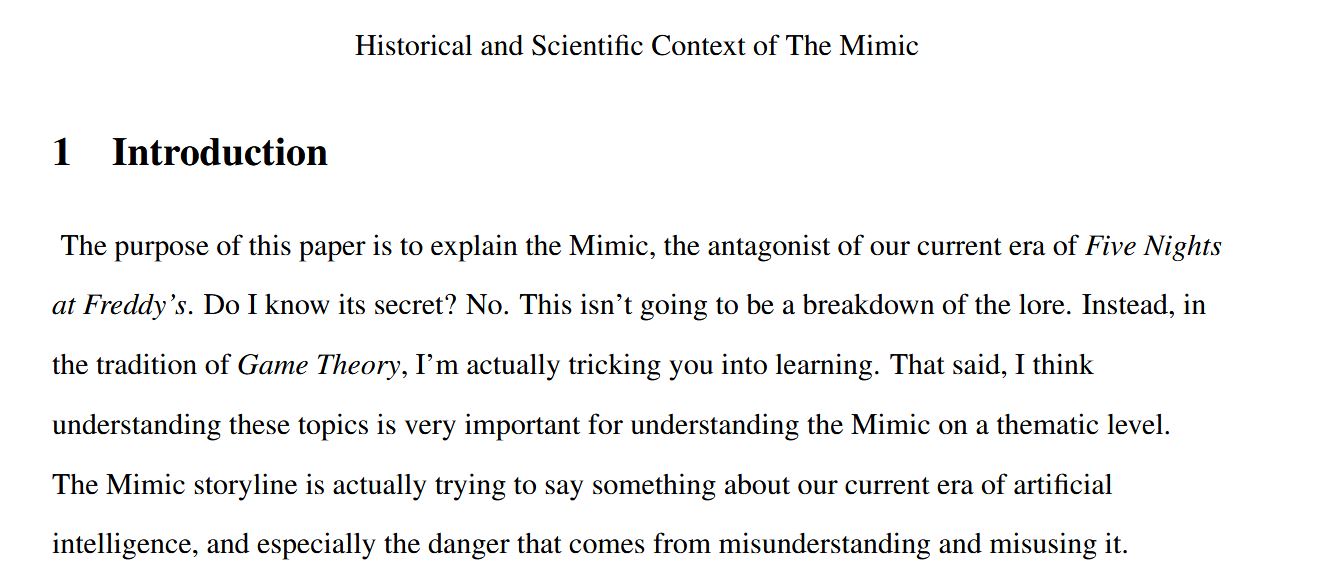 Historical and Scientific Context of The Mimic
1 Introduction
The purpose of this paper is to explain the Mimic, the antagonist of our current era of Five Nights
at Freddy’s. Do I know its secret? No. This isn’t going to be a breakdown of the lore. Instead, in
the tradition of Game Theory, I’m actually tricking you into learning. That said, I think
understanding these topics is very important for understanding the Mimic on a thematic level.
The Mimic storyline is actually trying to say something about our current era of artificial
intelligence, and especially the danger that comes from misunderstanding and misusing it.